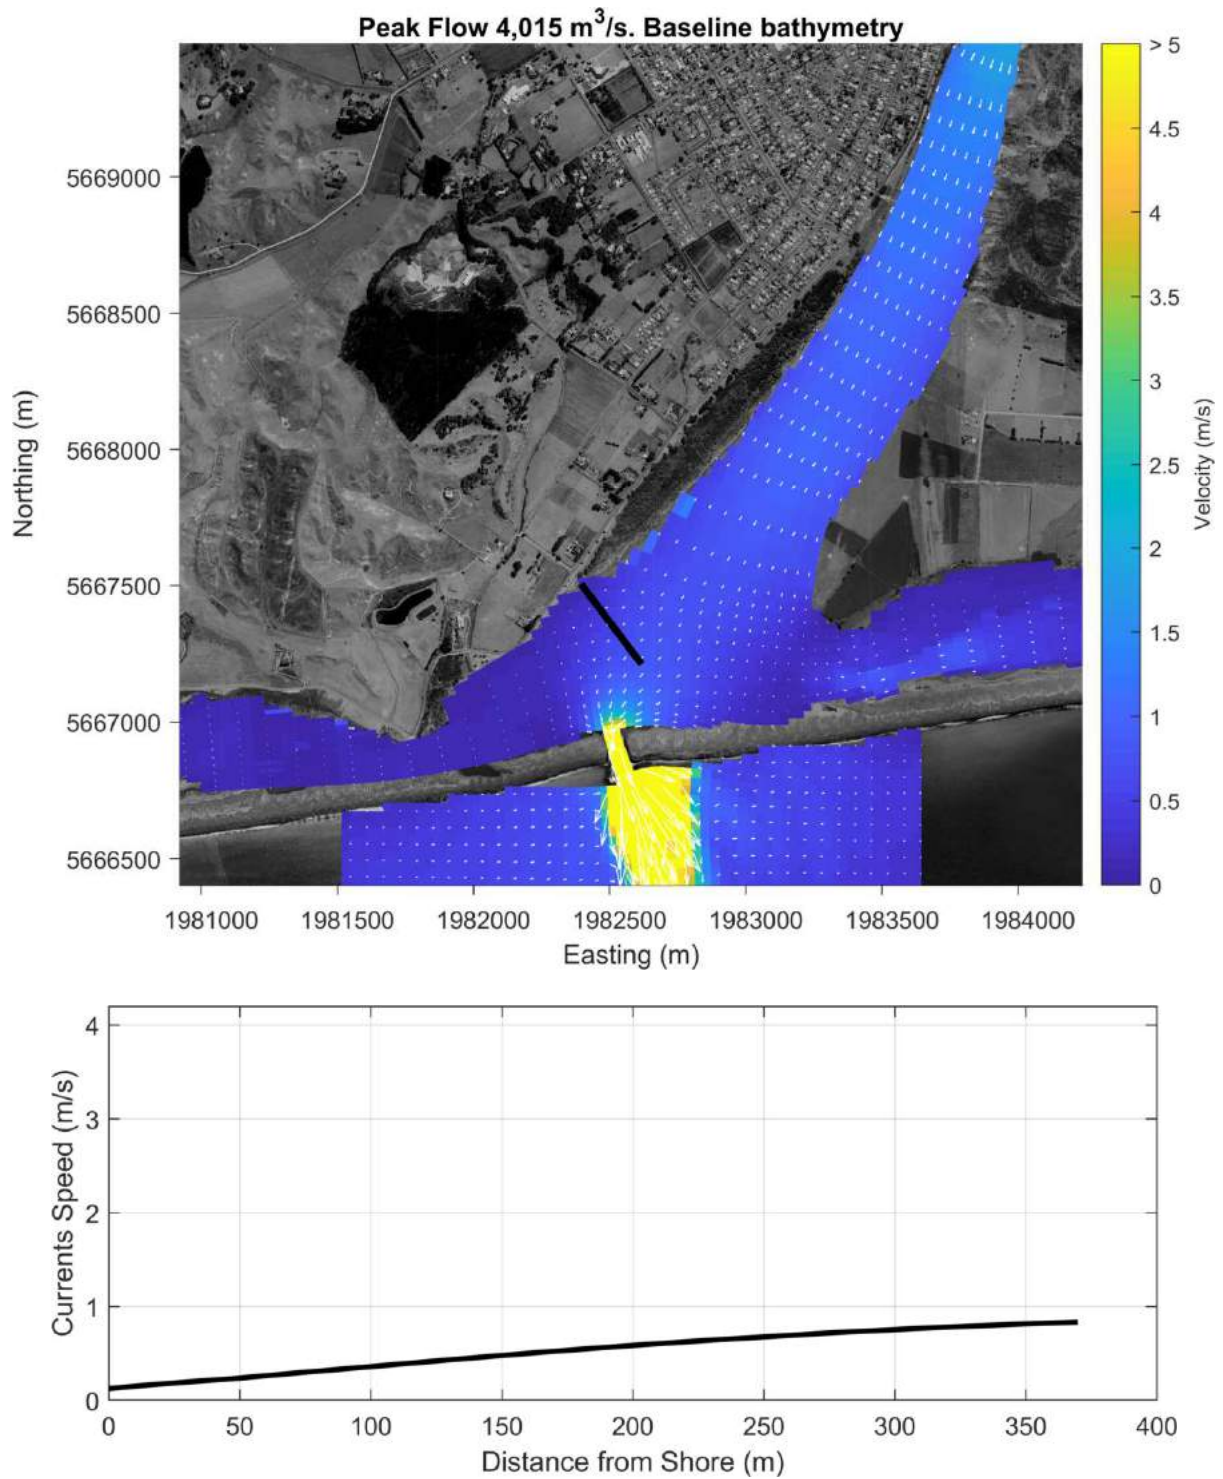 Peak Flow 4,015 m³/s. Baseline bathymetry
> 5
4.5
4
3.5
3
2.5
2
1.5
1
0.5
0
Velocity (m/s)
5669000
5668500
5668000
5667500
5667000
5666500
Northing (m)
1981000 1981500 1982000 1982500 1983000 1983500 1984000
Easting (m)
4
3
2
1
0
Currents Speed (m/s)
0 50 100 150 200 250 300 350 400
Distance from Shore (m)